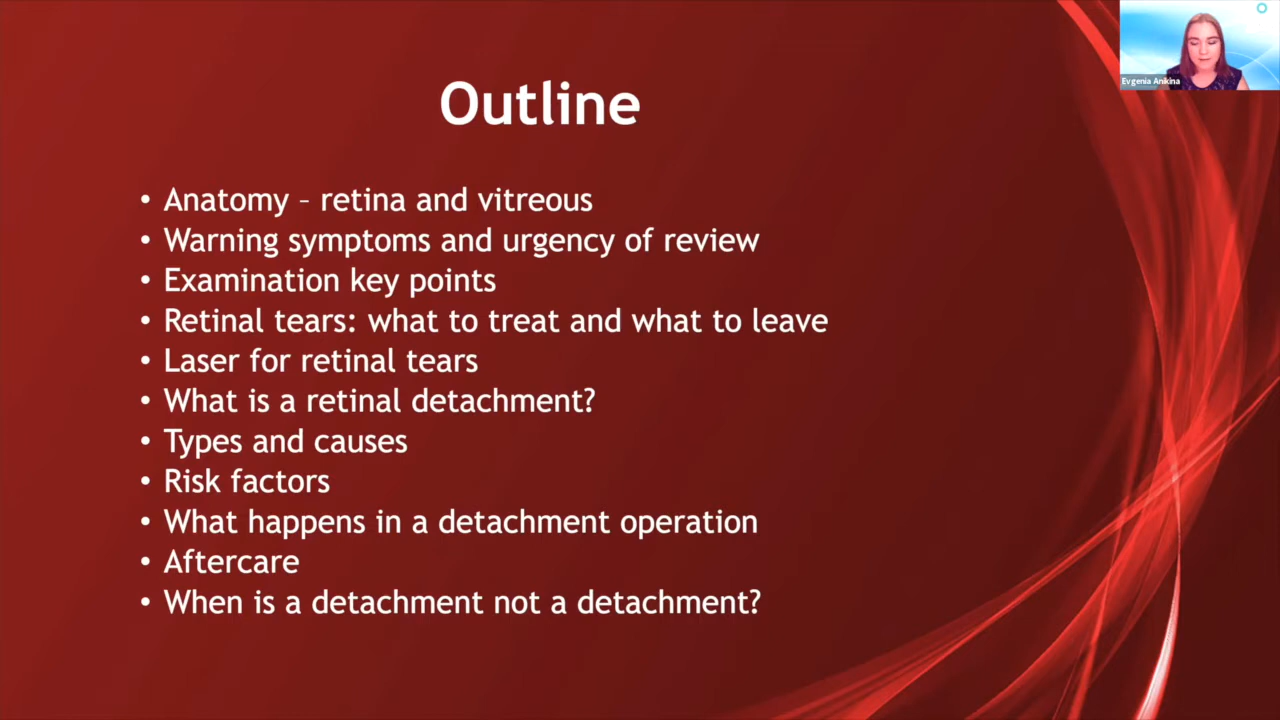 Outline
• Anatomy – retina and vitreous
• Warning symptoms and urgency of review
• Examination key points
• Retinal tears: what to treat and what to leave
• Laser for retinal tears
• What is a retinal detachment?
• Types and causes
• Risk factors
• What happens in a detachment operation
• Aftercare
• When is a detachment not a detachment?
Evgenia Anikina